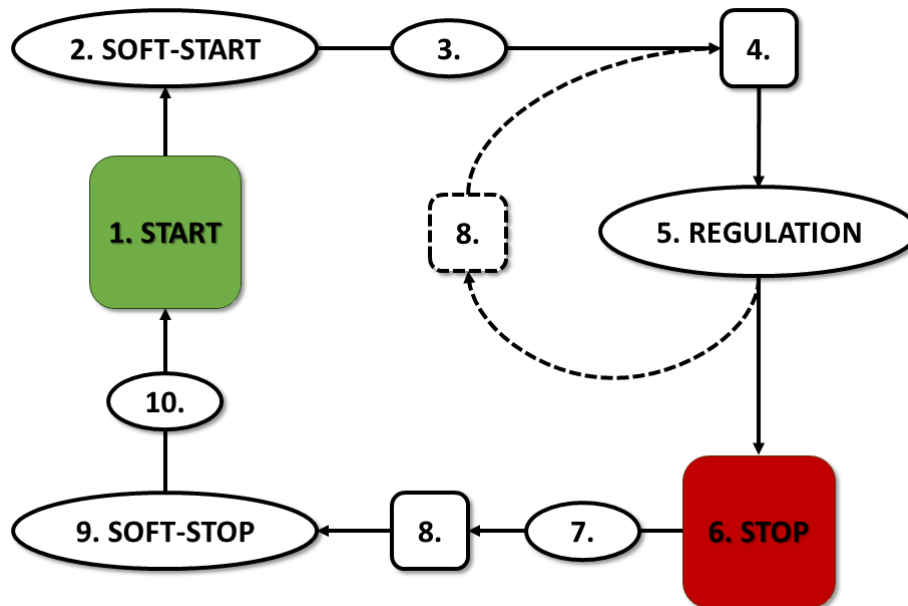 2. SOFT-START
3.
4.
1. START
8.
5. REGULATION
10.
9. SOFT-STOP
8.
7.
6. STOP